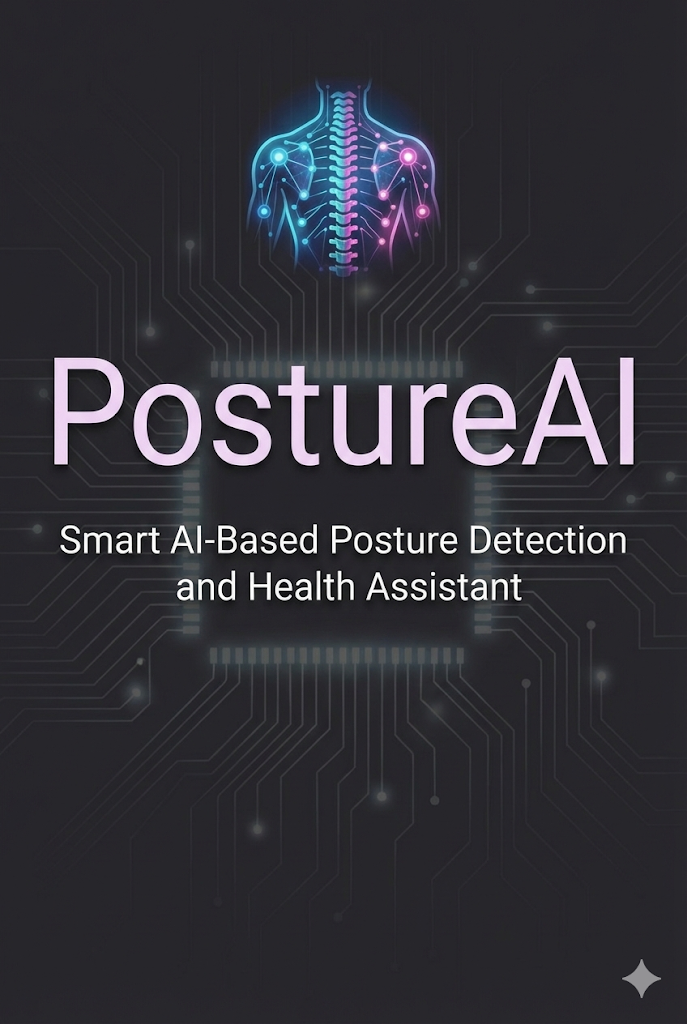 PostureAI
Smart AI-Based Posture Detection
and Health Assistant